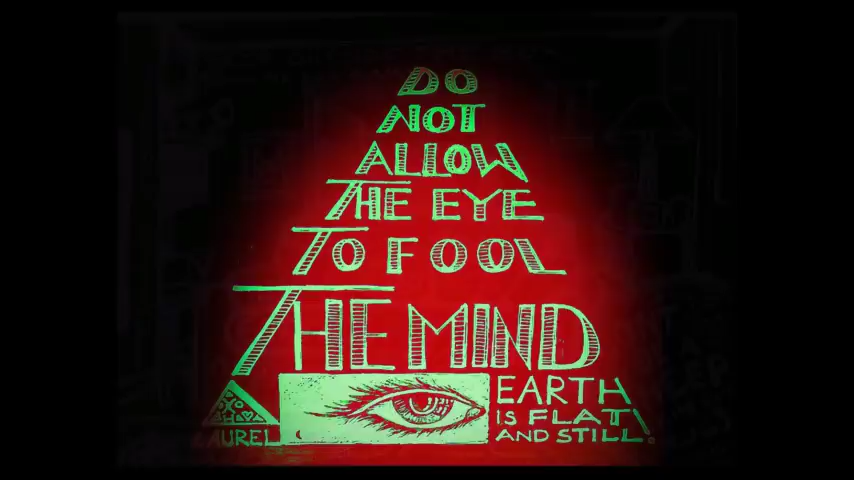 DO
NOT
ALLOW
THE EYE
TO FOOL
THE MIND
EARTH
IS FLAT!
AND STILL.